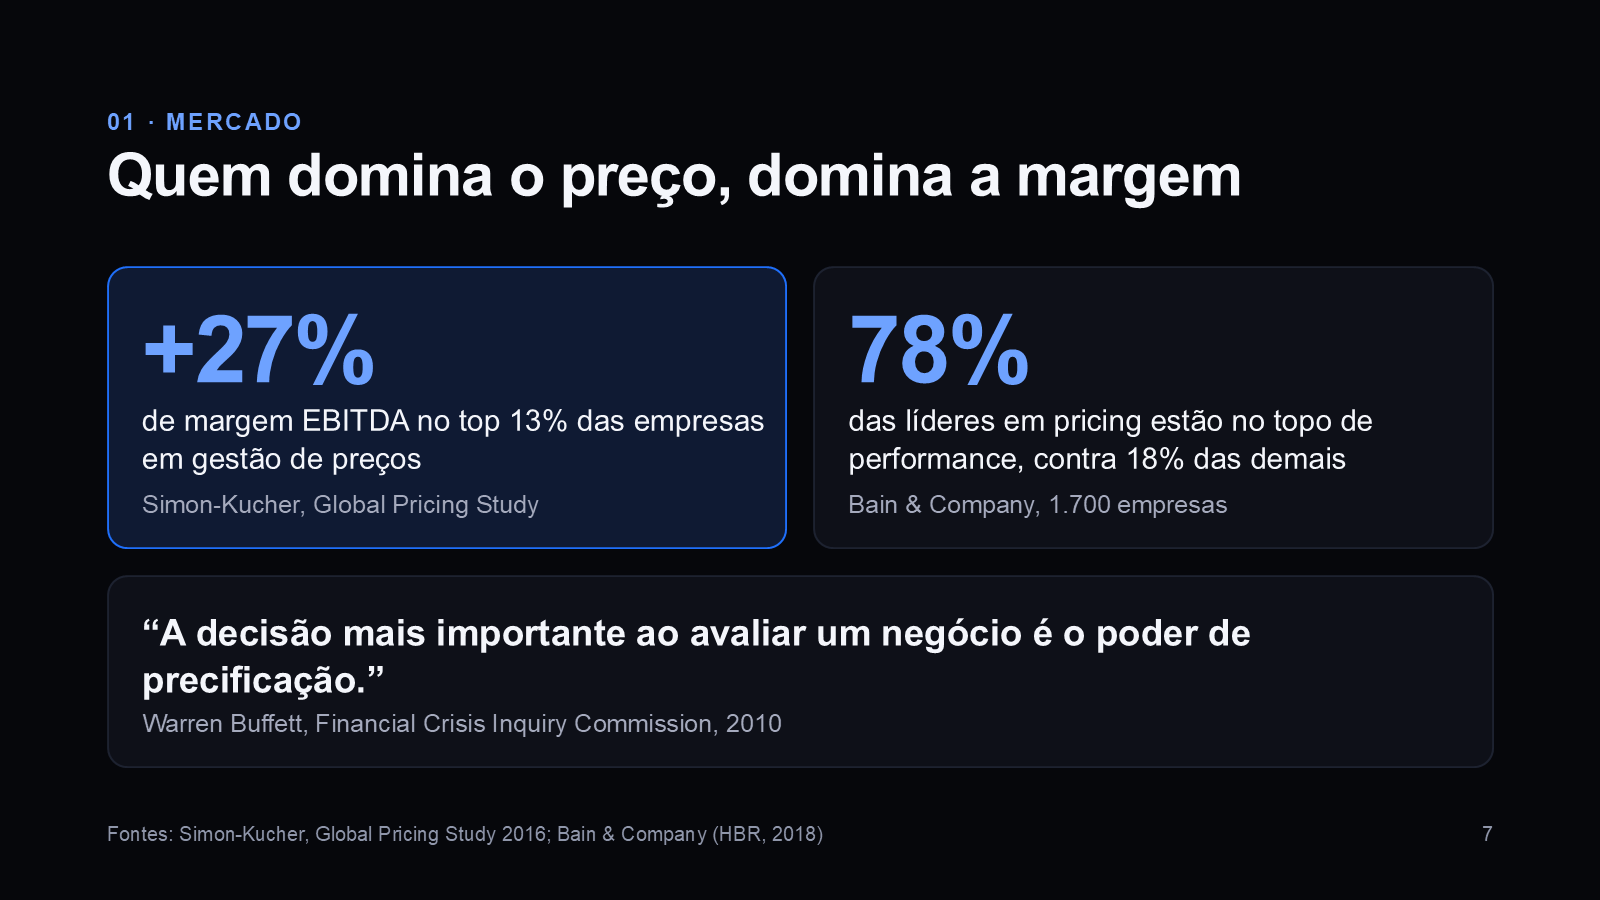 01 · MERCADO
Quem domina o preço, domina a margem
+27%
de margem EBITDA no top 13% das empresas
em gestão de preços
Simon-Kucher, Global Pricing Study
78%
das líderes em pricing estão no topo de
performance, contra 18% das demais
Bain & Company, 1.700 empresas
“A decisão mais importante ao avaliar um negócio é o poder de
precificação.”
Warren Buffett, Financial Crisis Inquiry Commission, 2010
Fontes: Simon-Kucher, Global Pricing Study 2016; Bain & Company (HBR, 2018)
7